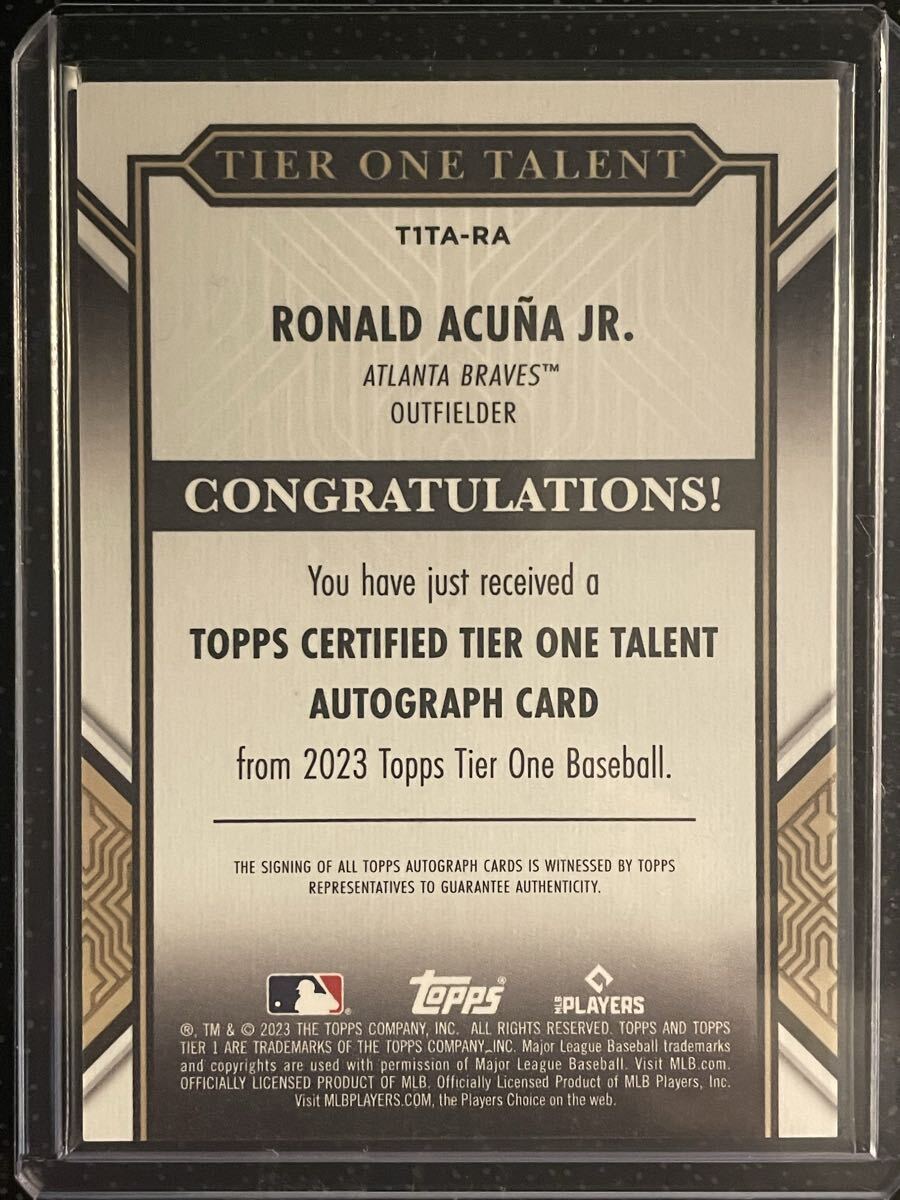 TIER ONE TALENT
T1TA-RA
RONALD ACUÑA JR.
ATLANTA BRAVES™
OUTFIELDER
CONGRATULATIONS!
You have just received a
TOPPS CERTIFIED TIER ONE TALENT
AUTOGRAPH CARD
from 2023 Topps Tier One Baseball.
THE SIGNING OF ALL TOPPS AUTOGRAPH CARDS IS WITNESSED BY TOPPS
REPRESENTATIVES TO GUARANTEE AUTHENTICITY.
® Topps® MLB PLAYERS
®, TM & © 2023 THE TOPPS COMPANY, INC. ALL RIGHTS RESERVED. TOPPS AND TOPPS
TIER 1 ARE TRADEMARKS OF THE TOPPS COMPANY, INC. Major League Baseball trademarks
and copyrights are used with permission of Major League Baseball. Visit MLB.com.
OFFICIALLY LICENSED PRODUCT OF MLB. Officially Licensed Product of MLB Players, Inc.
Visit MLBPLAYERS.COM, the Players Choice on the web.